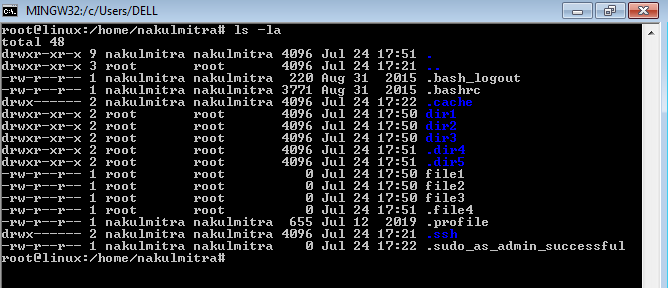 MINGW32:/c/Users/DELL
root@linux:/home/nakulmitra# ls -la
total 48
drwxr-xr-x 9 nakulmitra nakulmitra 4096 Jul 24 17:51 .
drwxr-xr-x 3 root       root       4096 Jul 24 17:21 ..
-rw-r--r-- 1 nakulmitra nakulmitra  220 Aug 31  2015 .bash_logout
-rw-r--r-- 1 nakulmitra nakulmitra 3771 Aug 31  2015 .bashrc
drwx------ 2 nakulmitra nakulmitra 4096 Jul 24 17:22 .cache
drwxr-xr-x 2 root       root       4096 Jul 24 17:50 dir1
drwxr-xr-x 2 root       root       4096 Jul 24 17:50 dir2
drwxr-xr-x 2 root       root       4096 Jul 24 17:50 dir3
drwxr-xr-x 2 root       root       4096 Jul 24 17:51 .dir4
drwxr-xr-x 2 root       root       4096 Jul 24 17:51 .dir5
-rw-r--r-- 1 root       root          0 Jul 24 17:50 file1
-rw-r--r-- 1 root       root          0 Jul 24 17:50 file2
-rw-r--r-- 1 root       root          0 Jul 24 17:50 file3
-rw-r--r-- 1 root       root          0 Jul 24 17:51 .file4
-rw-r--r-- 1 nakulmitra nakulmitra  655 Jul 12  2019 .profile
drwx------ 2 nakulmitra nakulmitra 4096 Jul 24 17:21 .ssh
-rw-r--r-- 1 nakulmitra nakulmitra    0 Jul 24 17:22 .sudo_as_admin_successful
root@linux:/home/nakulmitra#